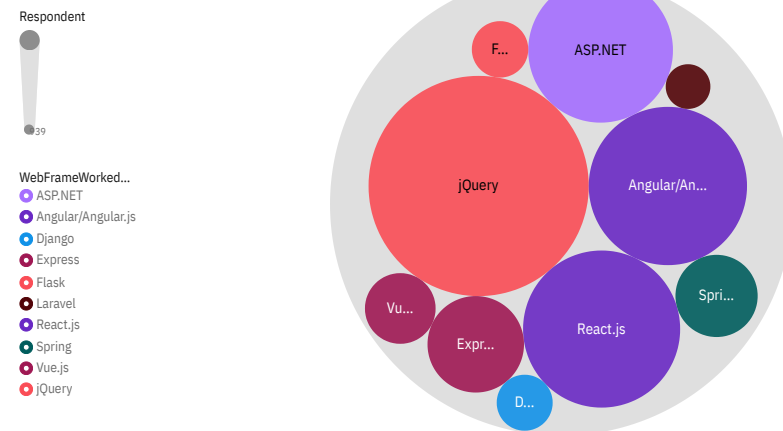 Respondent
39
WebFrameWorked...
ASP.NET
Angular/Angular.js
Django
Express
Flask
Laravel
React.js
Spring
Vue.js
jQuery
F...
ASP.NET
jQuery
Angular/An...
Vu...
Expr...
React.js
Spri...
D...